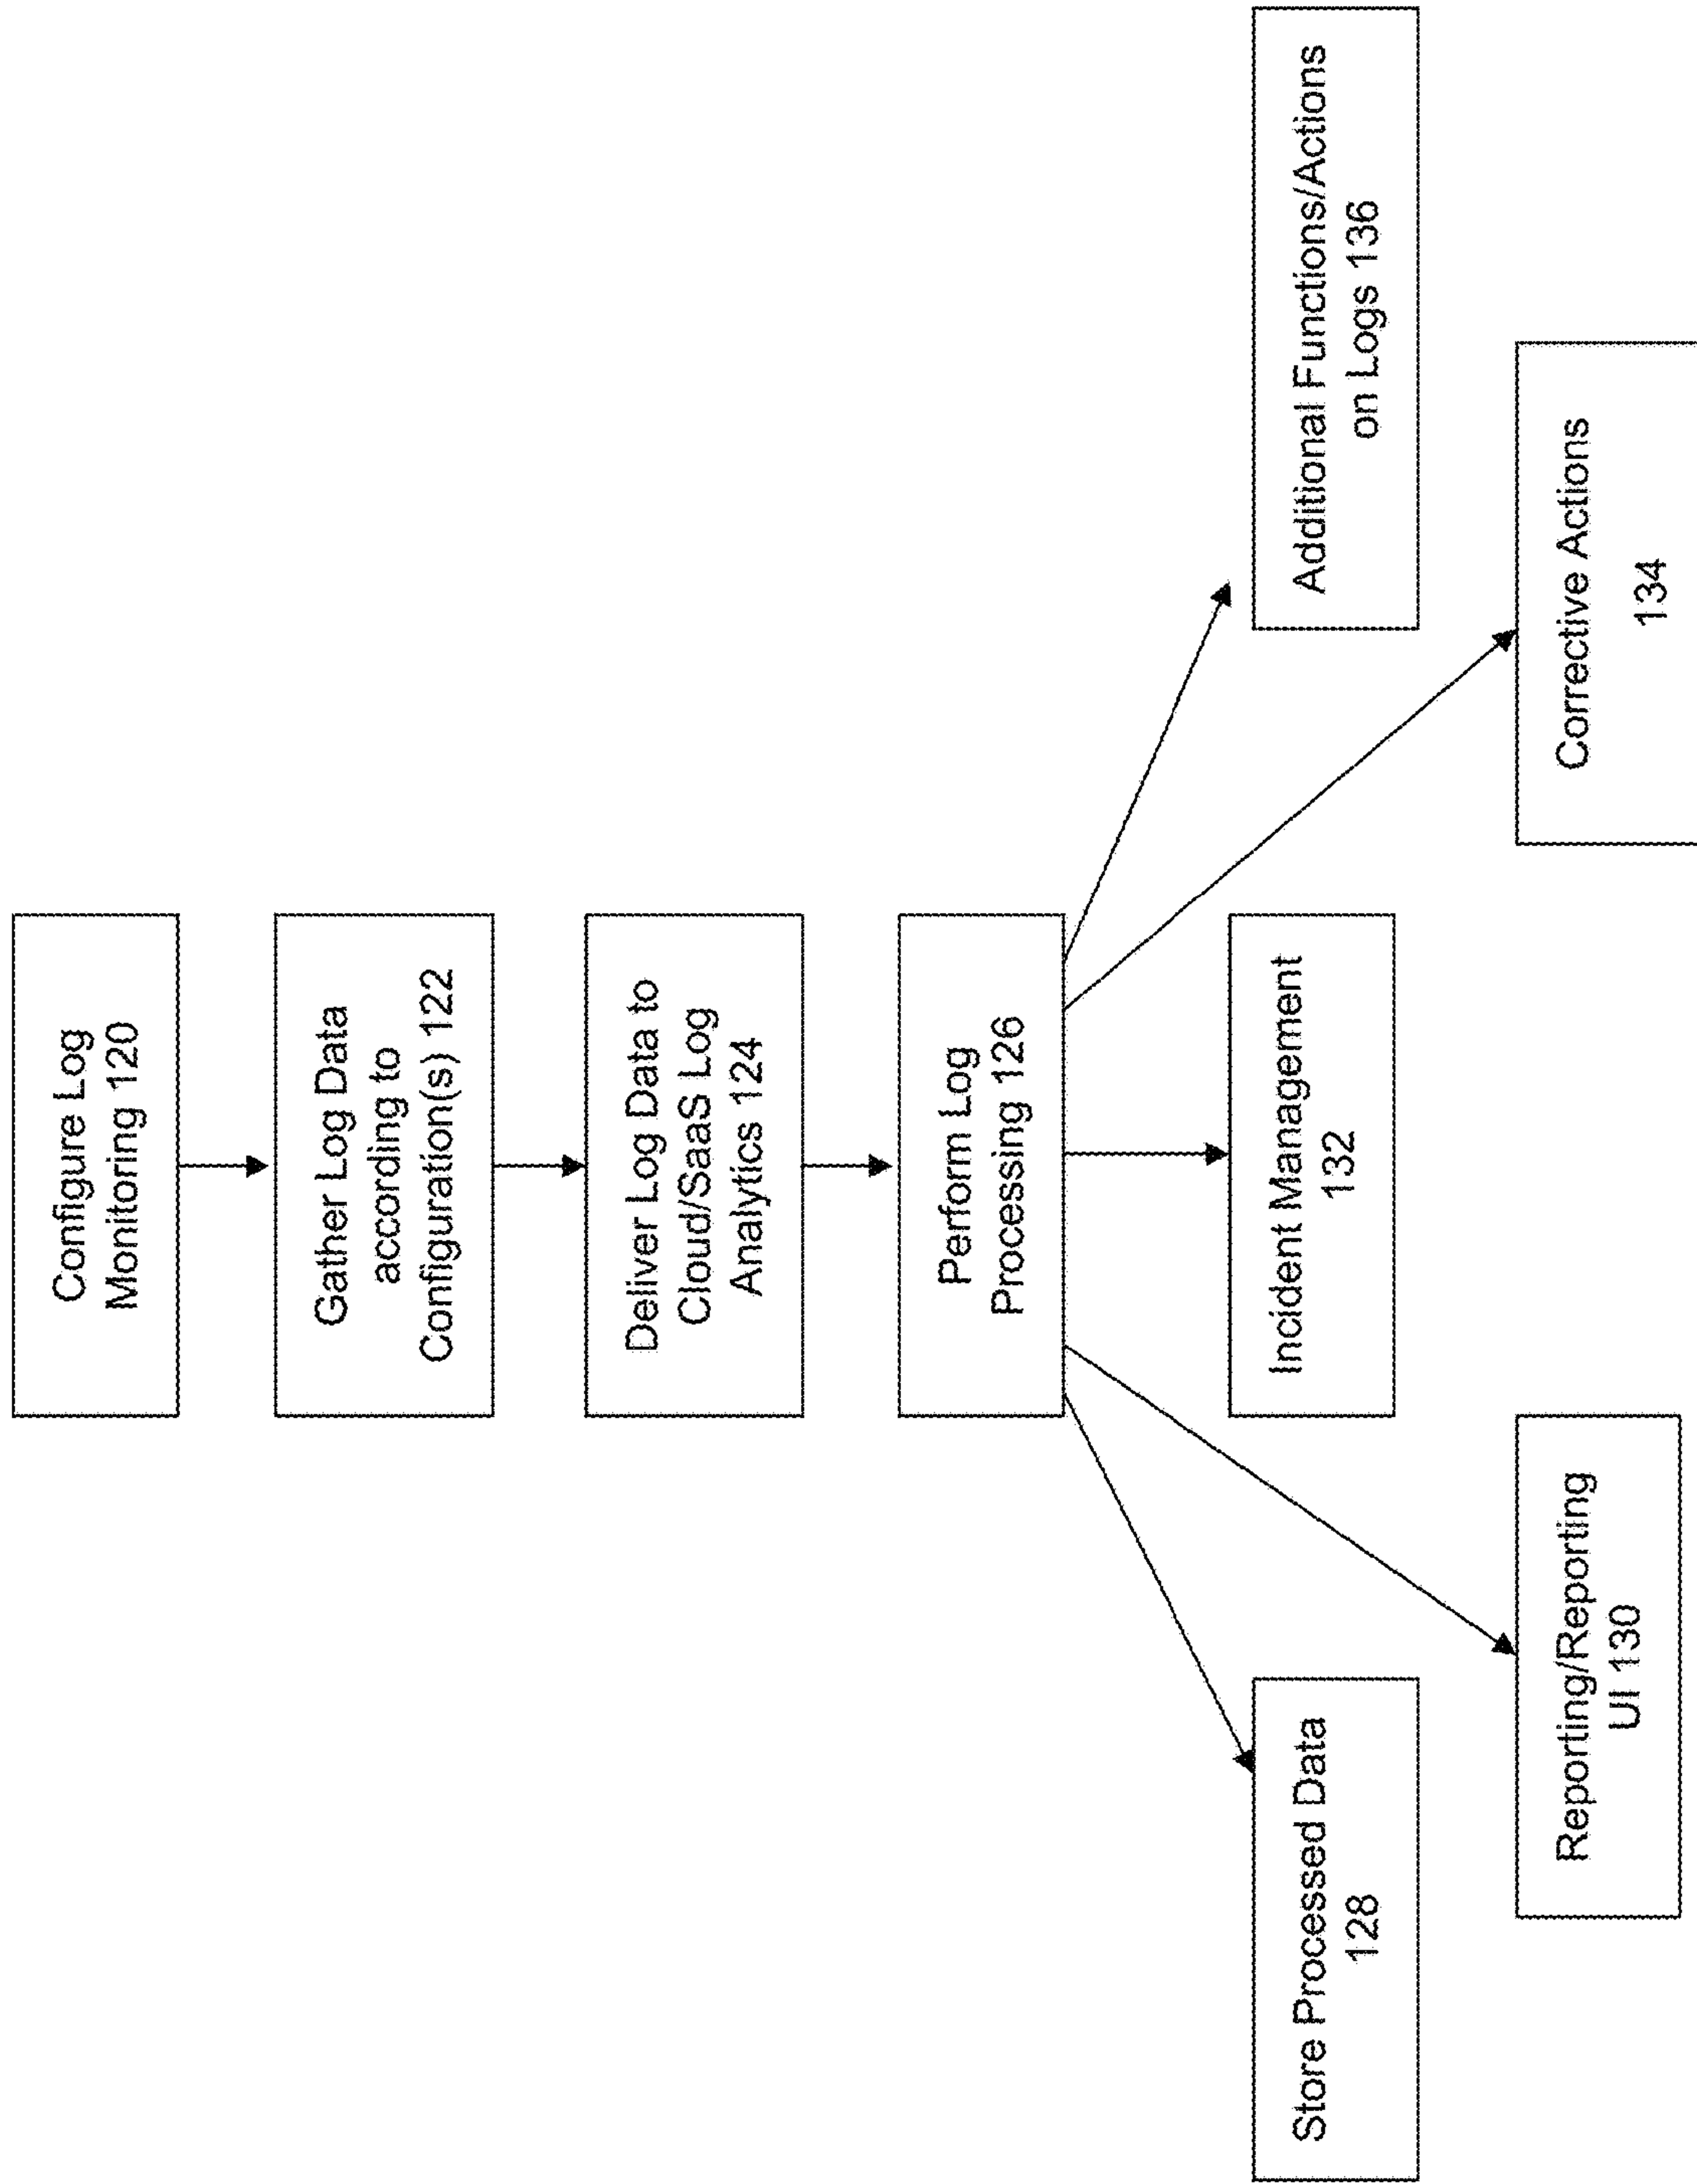 Configure Log
Monitoring 120
Gather Log Data
according to
Configuration(s) 122
Deliver Log Data to
Cloud/SaaS Log
Analytics 124
Perform Log
Processing 126
Store Processed Data
128
Reporting/Reporting
UI 130
Incident Management
132
Corrective Actions
134
Additional Functions/Actions
on Logs 136